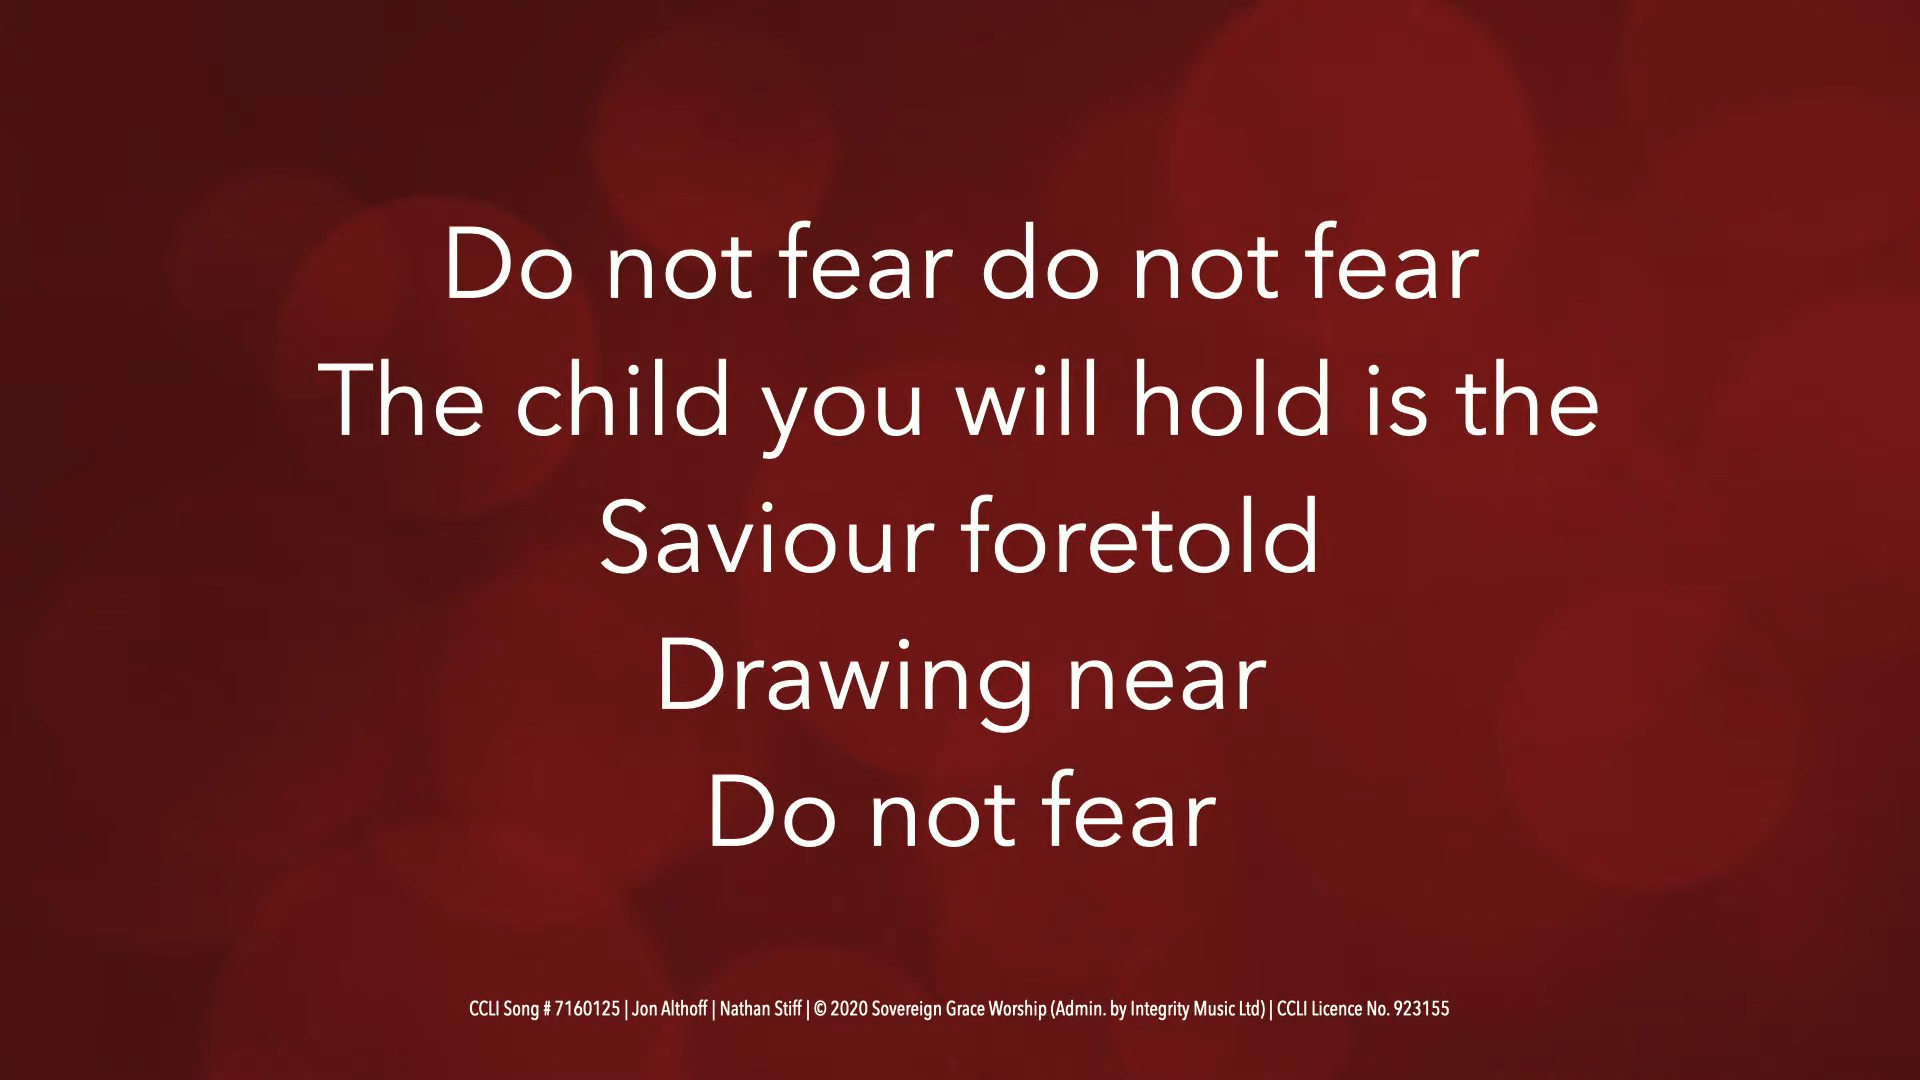 Do not fear do not fear
The child you will hold is the
Saviour foretold
Drawing near
Do not fear
CCLI Song # 7160125 | Jon Althoff | Nathan Stiff | © 2020 Sovereign Grace Worship (Admin. by Integrity Music Ltd) | CCLI Licence No. 923155